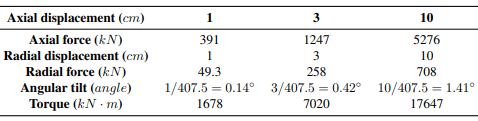 Axial displacement (cm) 1 3 10
Axial force (kN) 391 1247 5276
Radial displacement (cm) 1 3 10
Radial force (kN) 49.3 258 708
Angular tilt (angle) 1/407.5 = 0.14° 3/407.5 = 0.42° 10/407.5 = 1.41°
Torque (kN · m) 1678 7020 17647